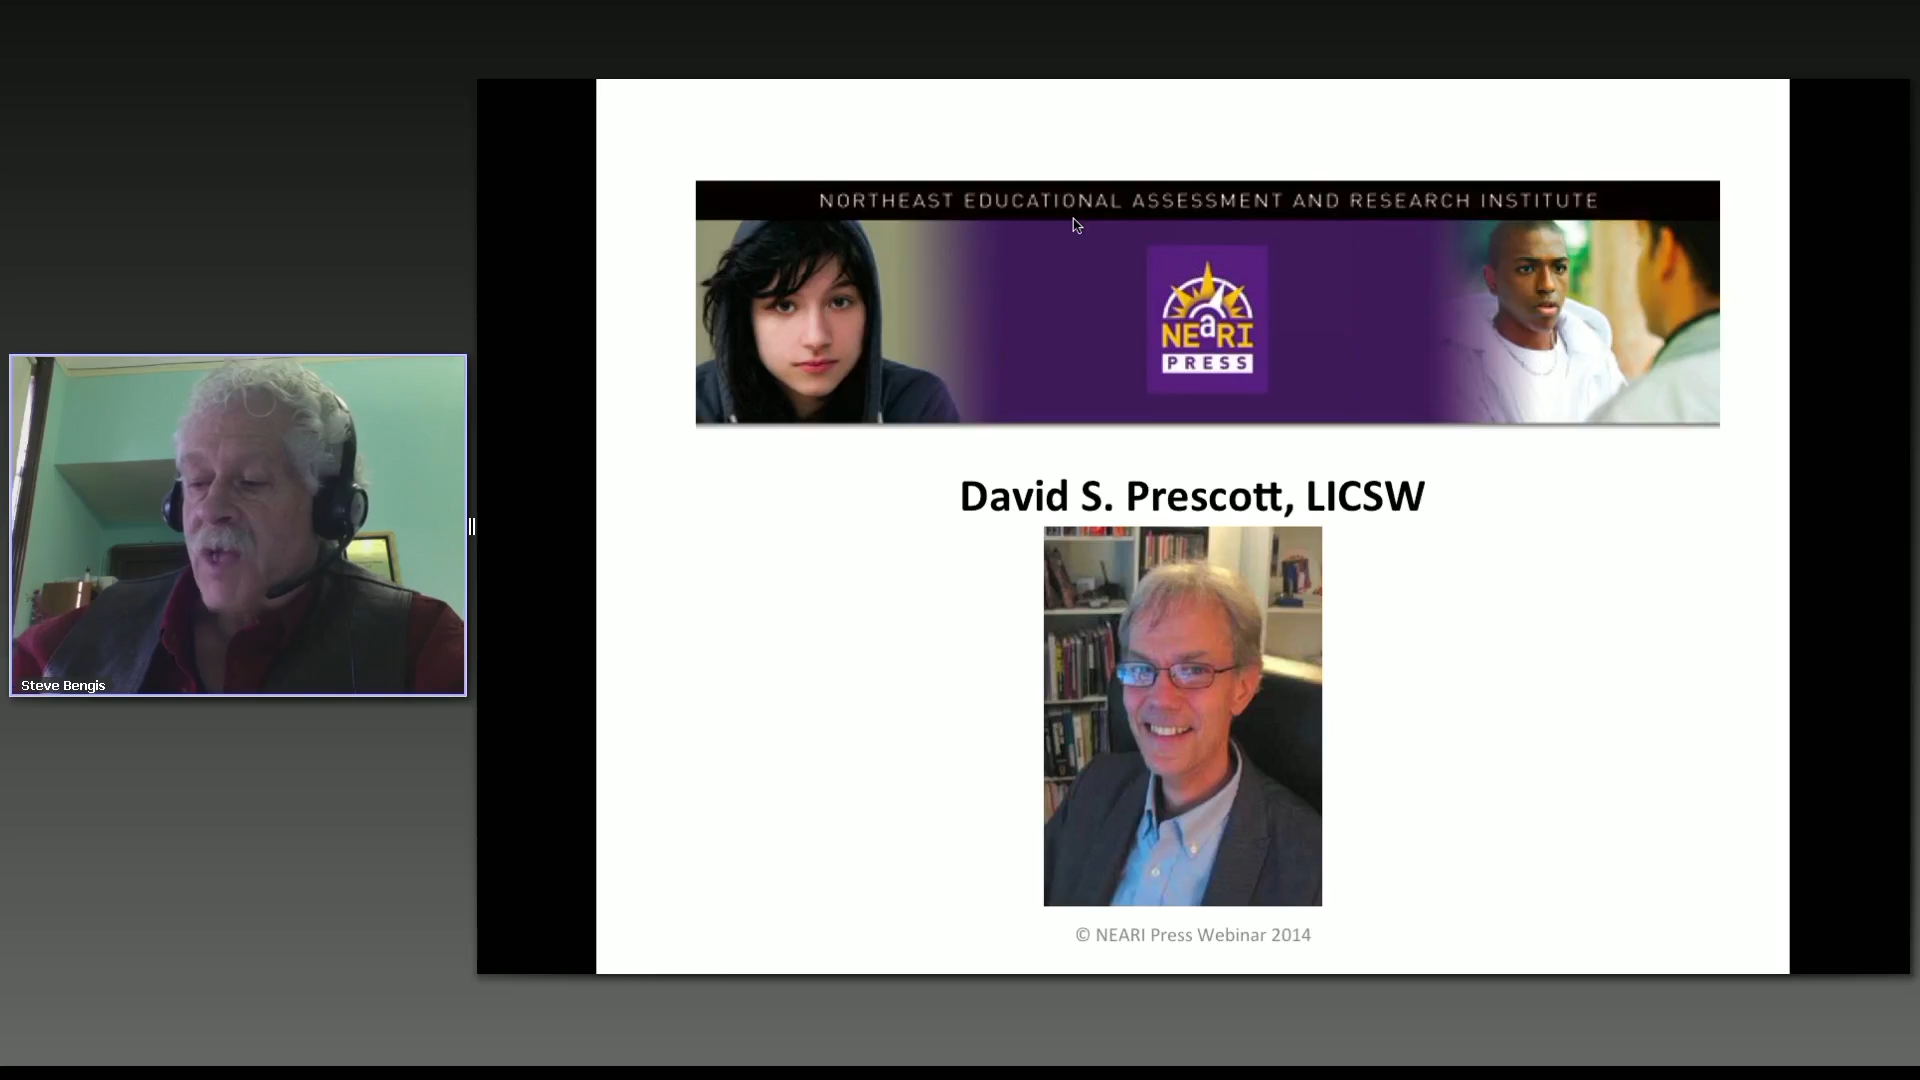 NORTHEAST EDUCATIONAL ASSESSMENT AND RESEARCH INSTITUTE
NEaRI
PRESS
David S. Prescott, LICSW
Steve Bengis
© NEARI Press Webinar 2014